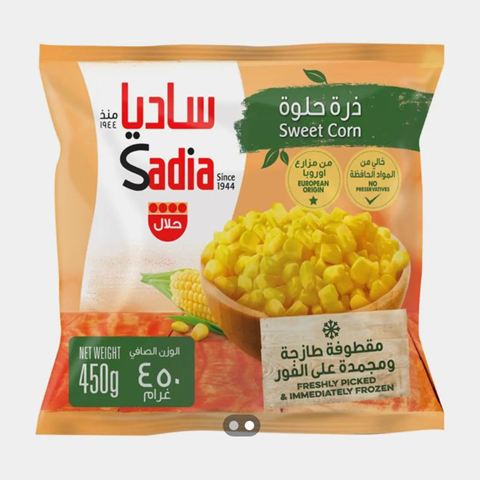 ساديا
منذ
١٩٤٤
Sadia
Since
1944
حلال
ذرة حلوة
Sweet Corn
من مزارع
أوروبا
EUROPEAN
ORIGIN
خالي من
المواد الحافظة
NO
PRESERVATIVES
NET WEIGHT
450g
الوزن الصافي
٤٥٠
غرام
مقطوفة طازجة
ومجمدة على الفور
FRESHLY PICKED
& IMMEDIATELY FROZEN